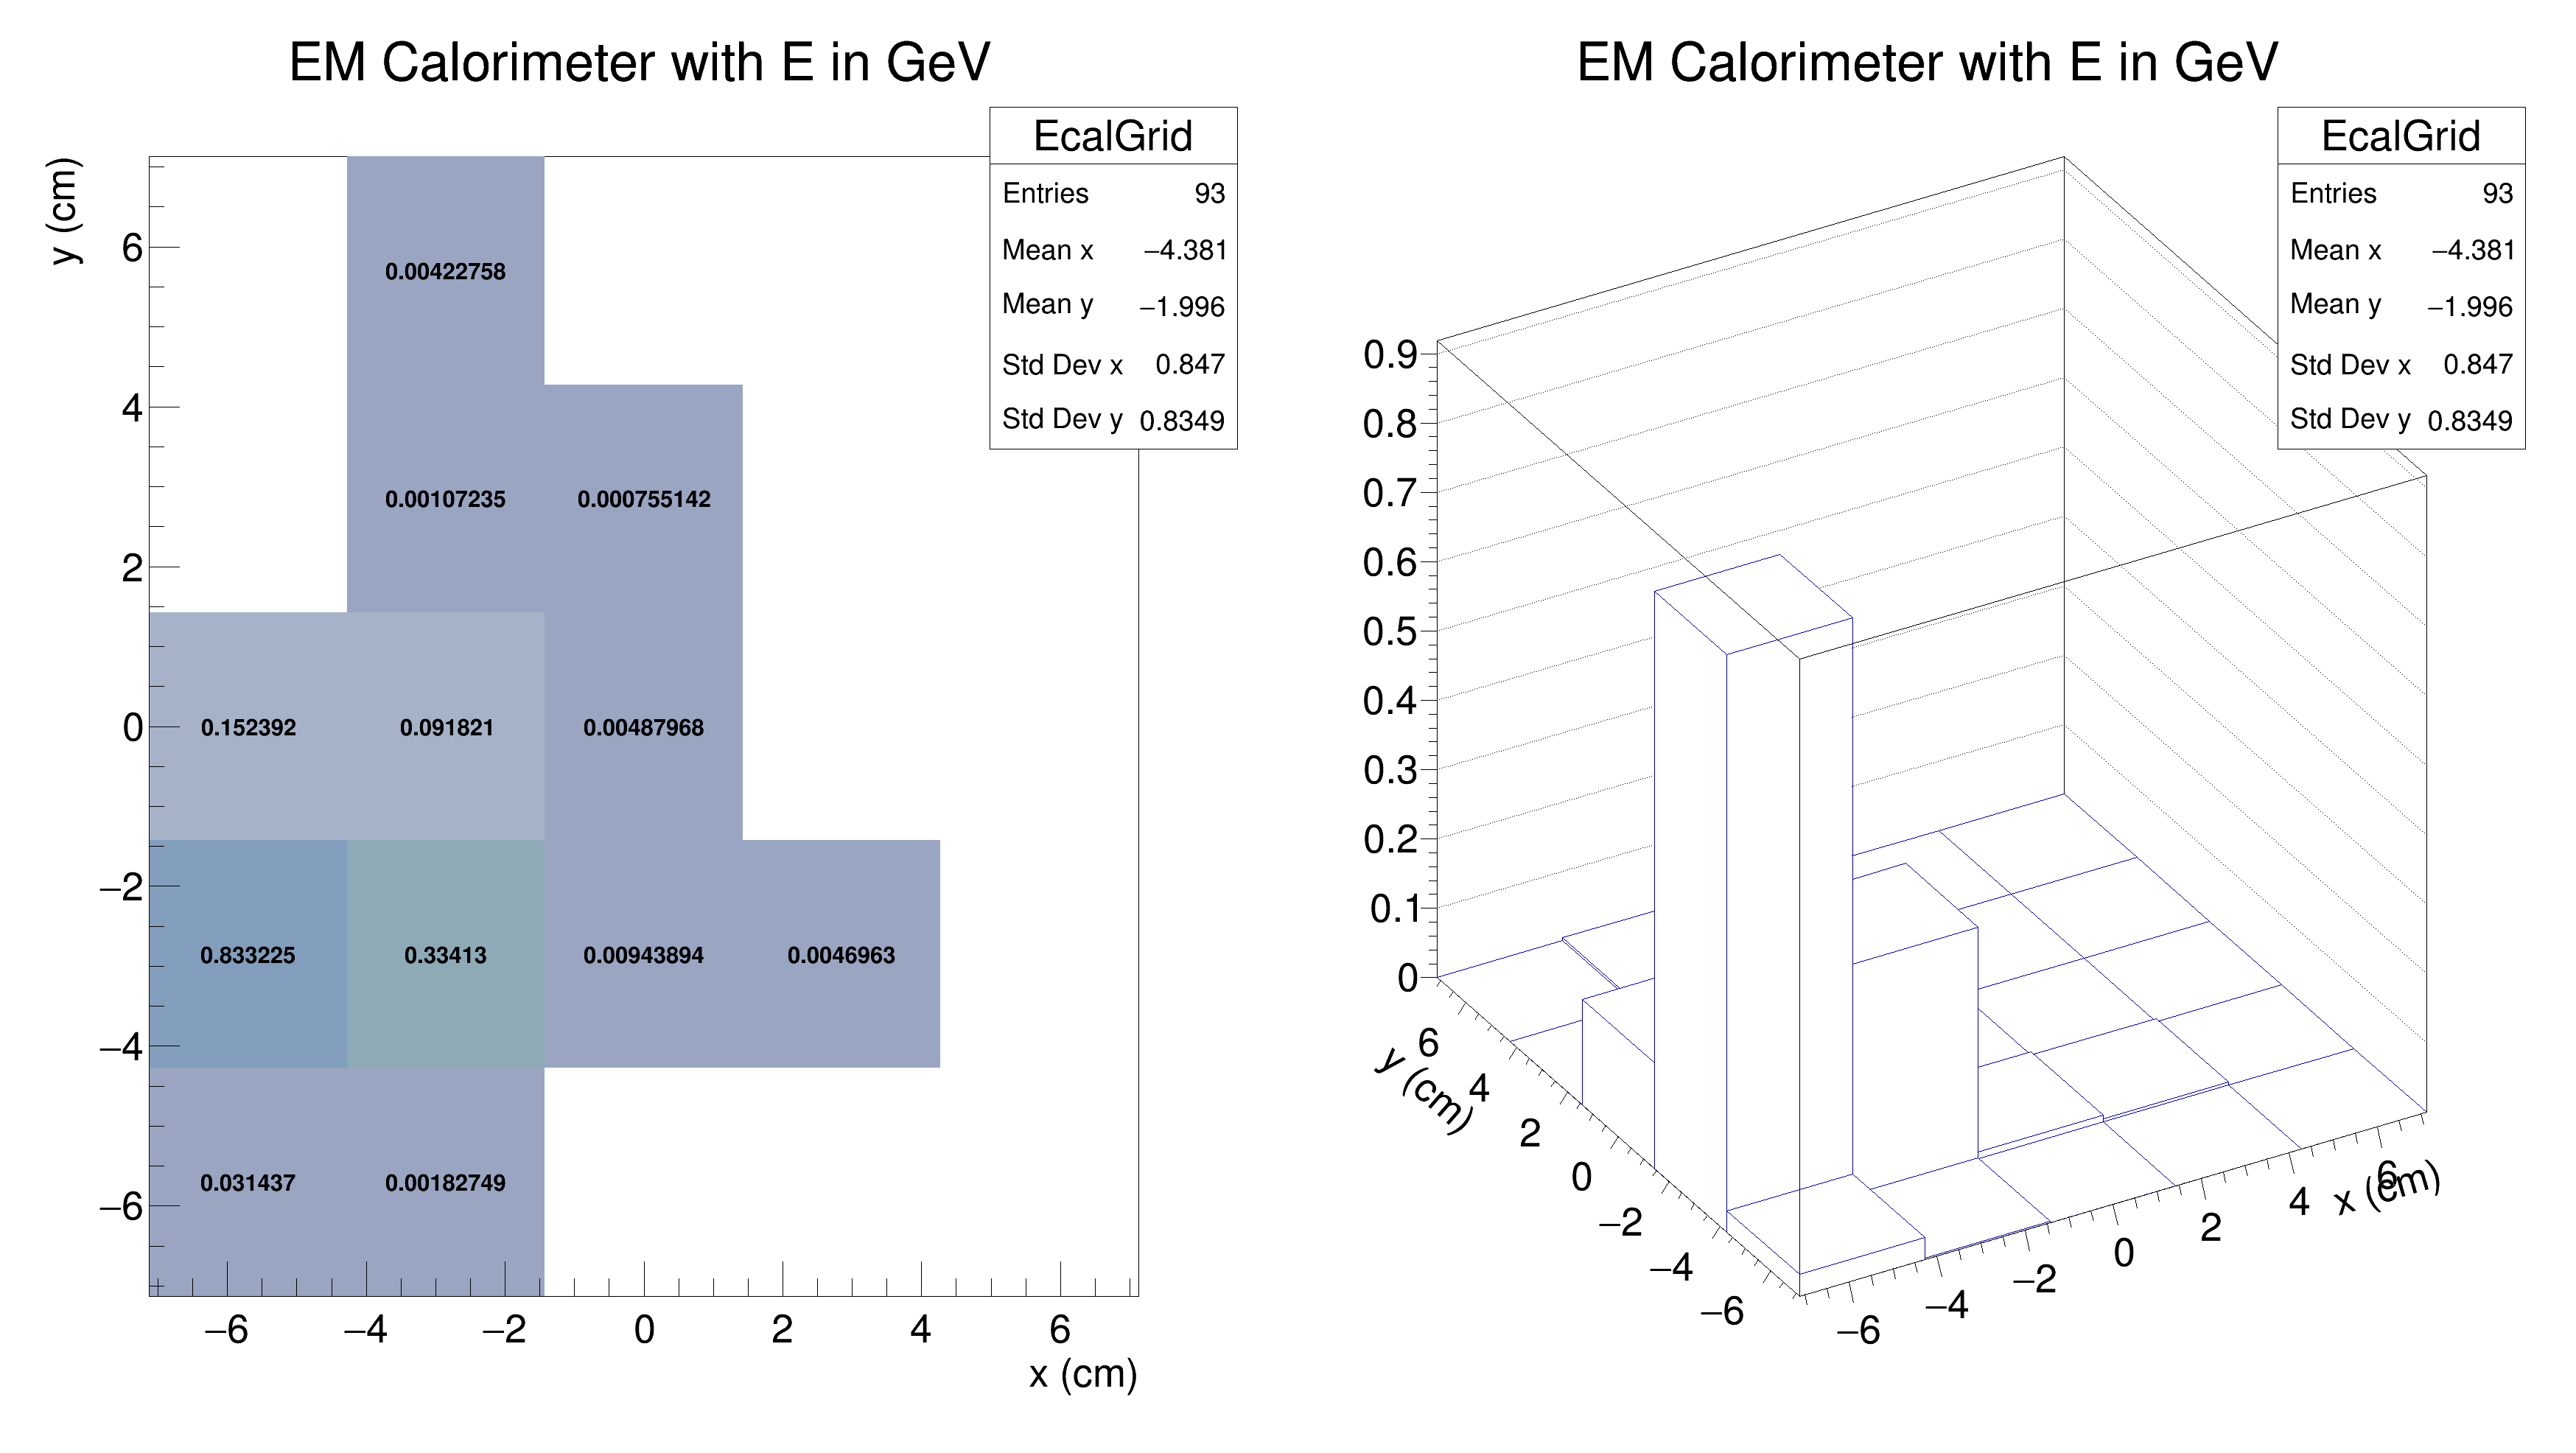 EM Calorimeter with E in GeV
EcalGrid
Entries 93
Mean x −4.381
Mean y −1.996
Std Dev x 0.847
Std Dev y 0.8349
y (cm)
6
4
2
0
−2
−4
−6
0.00422758
0.00107235 0.000755142
0.152392 0.091821 0.00487968
0.833225 0.33413 0.00943894 0.0046963
0.031437 0.00182749
−6 −4 −2 0 2 4 6
x (cm)
EM Calorimeter with E in GeV
EcalGrid
Entries 93
Mean x −4.381
Mean y −1.996
Std Dev x 0.847
Std Dev y 0.8349
0.9
0.8
0.7
0.6
0.5
0.4
0.3
0.2
0.1
0
y (cm)
6
4
2
0
−2
−4
−6
−6 −4 −2 0 2 4 6
x (cm)